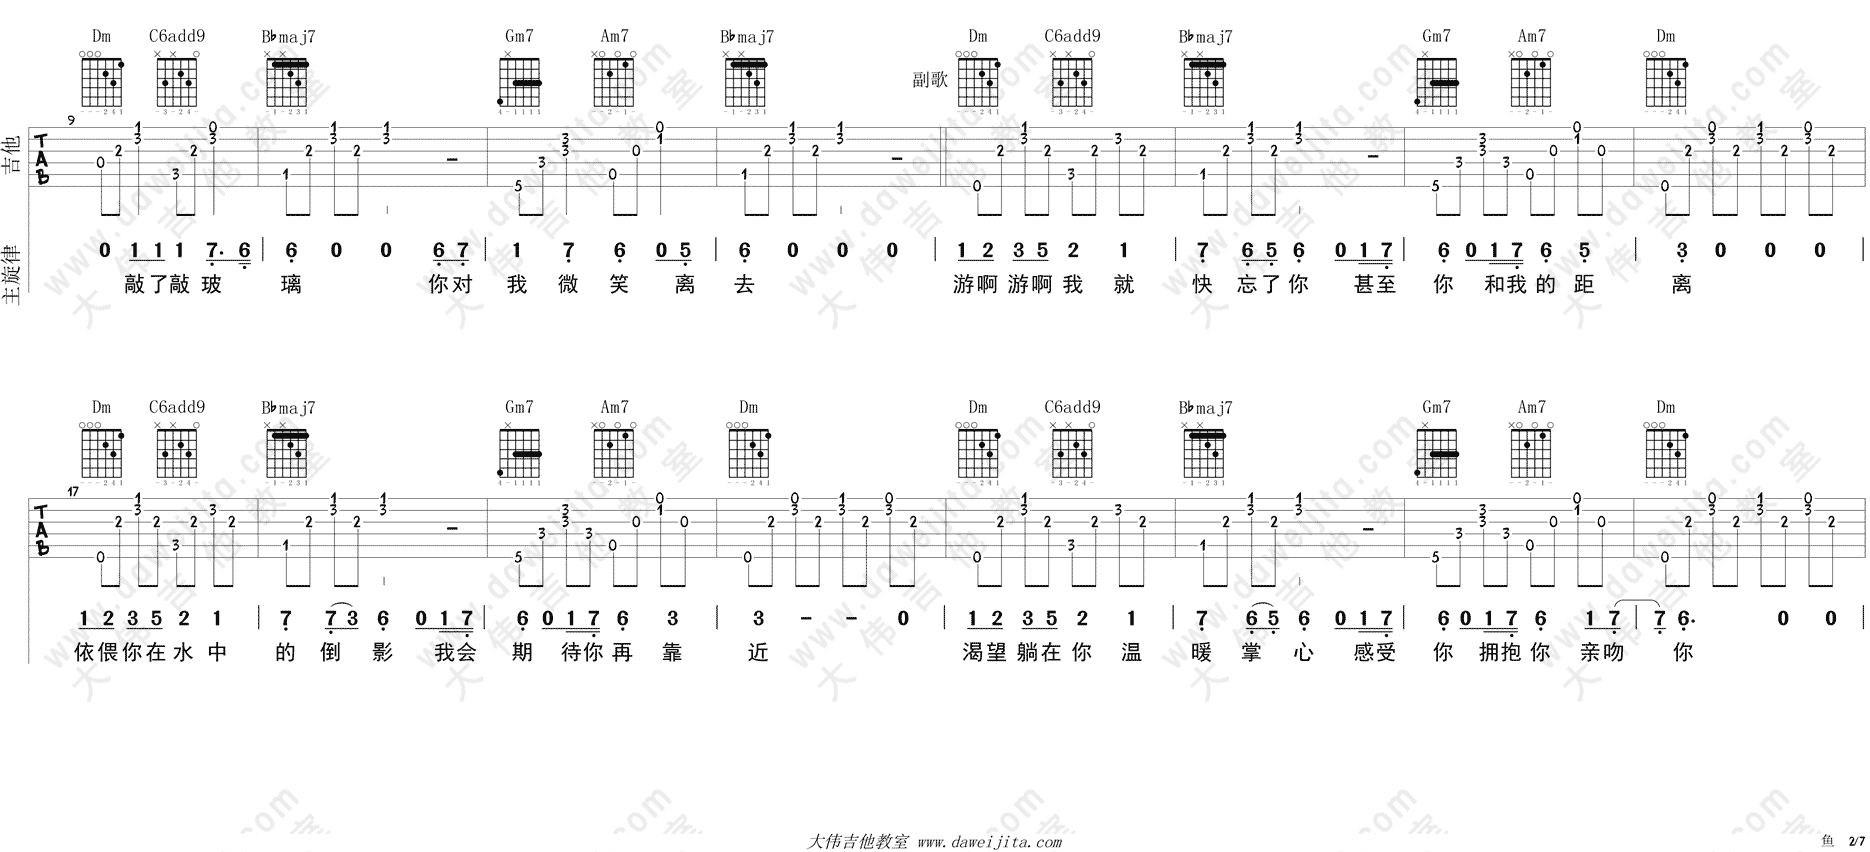 Dm C6add9 B♭maj7 Gm7 Am7 B♭maj7 Dm C6add9 B♭maj7 Gm7 Am7 Dm
副歌
9
吉他
TAB
主旋律
0 1 1 1 7. 6 | 6 0 0 6 7 | 1 7 6 0 5 | 6 0 0 0 1 2 3 5 2 1 | 7 6 5 6 0 1 7 | 6 0 1 7 6 5 | 3 0 0 0 |
敲了敲 玻 璃 你对 我 微 笑 离 去 游啊 游啊 我 就 快 忘了 你 甚至 你 和我 的 距 离
Dm C6add9 B♭maj7 Gm7 Am7 Dm Dm C6add9 B♭maj7 Gm7 Am7 Dm
17
TAB
1 2 3 5 2 1 | 7 7 3 6 0 1 7 | 6 0 1 7 6 3 | 3 - - 0 1 2 3 5 2 1 | 7 6 5 6 0 1 7 | 6 0 1 7 6 1 7 | 7 6. 0 0 |
依偎你在水 中 的 倒 影 我会 期 待你 再 靠 近 渴望 躺在 你 温 暖 掌 心 感受 你 拥抱 你 亲吻 你
大伟吉他教室 www.daweijita.com
鱼 2/7